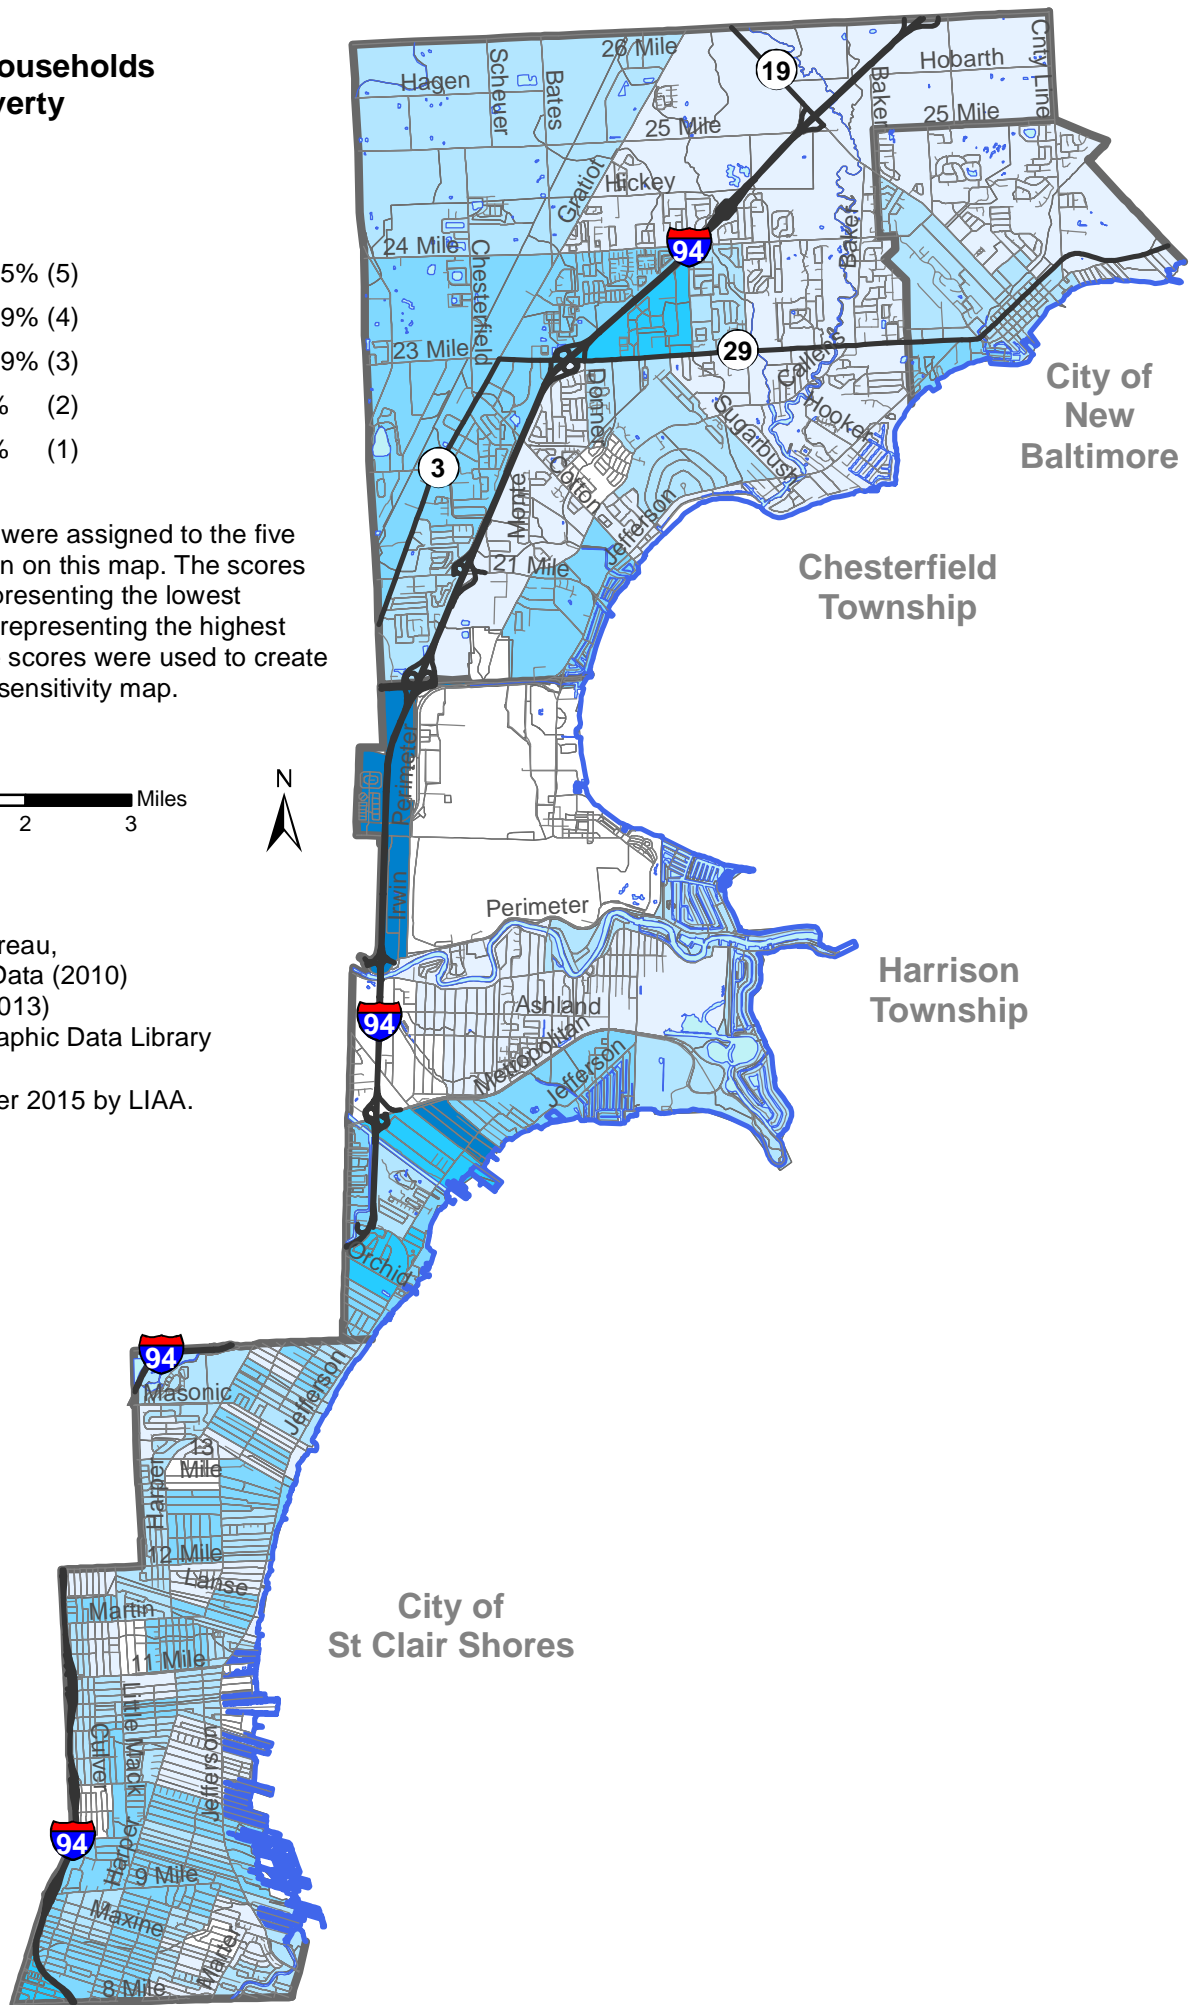 ouseholds
verty
5% (5)
9% (4)
9% (3)
% (2)
% (1)
were assigned to the five
n on this map. The scores
presenting the lowest
representing the highest
scores were used to create
sensitivity map.
Miles
2 3
N
reau,
Data (2010)
013)
raphic Data Library
er 2015 by LIAA.
26 Mile
19
Hobarth
Cnty Line
Hagen
Scheuer
Bates
Baker
25 Mile
25 Mile
Hickey
Gratiot
24 Mile
Chesterfield
94
Baker
23 Mile
29
Callens
Donner
Hooker
Sugarbush
City of
New
Baltimore
3
Cotton
Monte
Jefferson
21 Mile
Chesterfield
Township
Perimeter
Irwin
Perimeter
Harrison
Township
Ashland
94
Metropolitan
Jefferson
Orchid
94
Masonic
Jefferson
13
Mile
Harper
12 Mile
Lanse
Martin
City of
St Clair Shores
11 Mile
Little Mack
Culver
Jefferson
94
Harper
9 Mile
Maxine
Marter
8 Mile